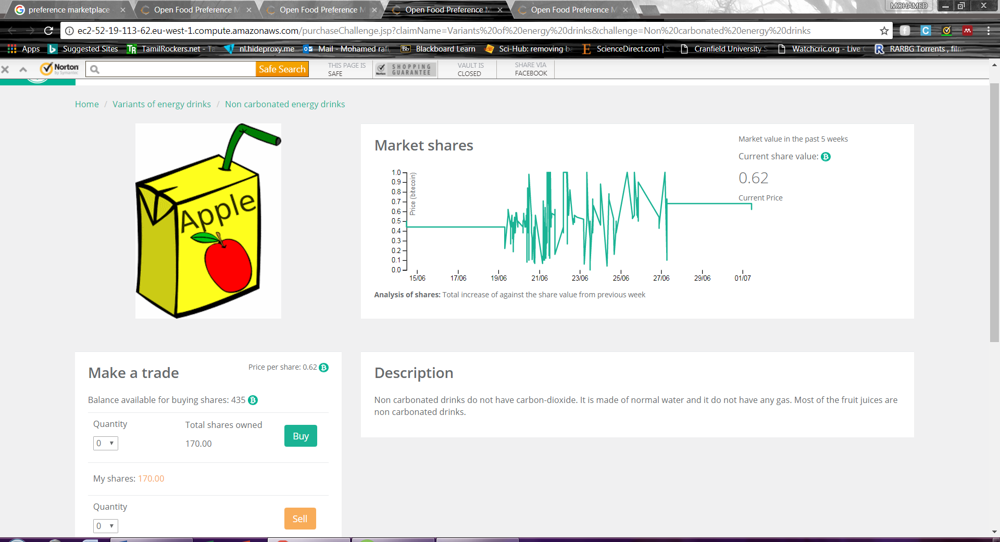 preference marketplace
Open Food Preference M
Open Food Preference M
Open Food Preference M
Open Food Preference M
MOHAMED
ec2-52-19-113-62.eu-west-1.compute.amazonaws.com/purchaseChallenge.jsp?claimName=Variants%20of%20energy%20drinks&challenge=Non%20carbonated%20energy%20drinks
Apps
Suggested Sites
TamilRockers.net - Ta
nl.hideproxy.me
Mail - Mohamed rafi
Bb Blackboard Learn
Sci-Hub: removing ba
ScienceDirect.com | S
Cranfield University S
Watchcric.org - Live
RARBG Torrents , film
Norton
by Symantec
Safe Search
THIS PAGE IS
SAFE
Norton
SHOPPING
GUARANTEE
VAULT IS
CLOSED
SHARE VIA
FACEBOOK
Home / Variants of energy drinks / Non carbonated energy drinks
Apple
Market shares
Market value in the past 5 weeks
Current share value:
0.62
Current Price
Price (bitecoin)
1.0
0.9
0.8
0.7
0.6
0.5
0.4
0.3
0.2
0.1
0.0
15/06 17/06 19/06 21/06 23/06 25/06 27/06 29/06 01/07
Analysis of shares: Total increase of against the share value from previous week
Make a trade
Price per share: 0.62
Balance available for buying shares: 435
Quantity
Total shares owned
0
170.00
Buy
My shares: 170.00
Quantity
0
Sell
Description
Non carbonated drinks do not have carbon-dioxide. It is made of normal water and it do not have any gas. Most of the fruit juices are
non carbonated drinks.